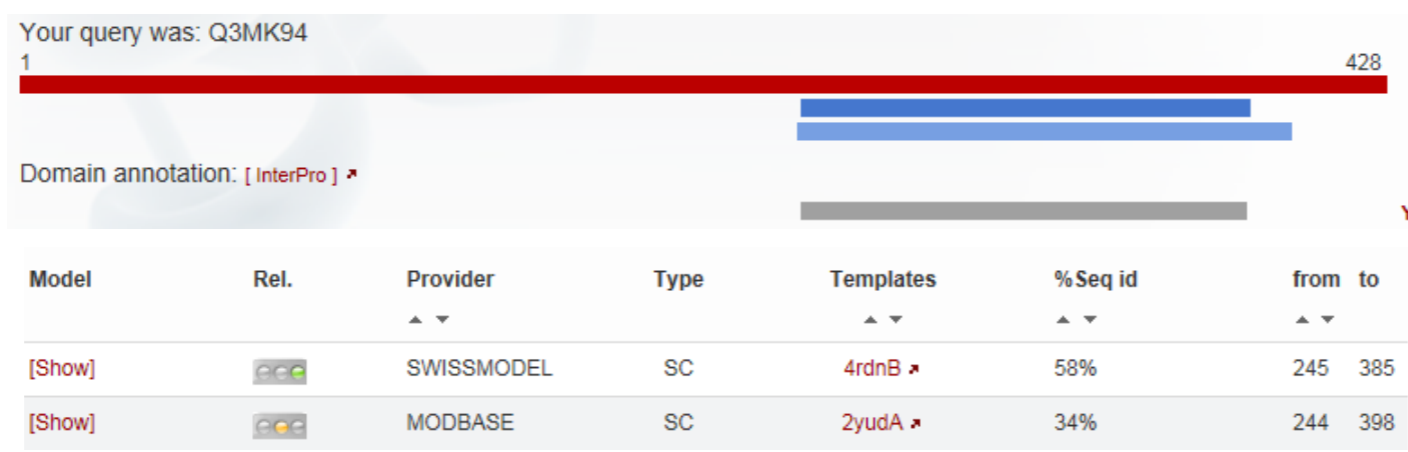 Your query was: Q3MK94
1 428
Domain annotation: [ InterPro ]
Model Rel. Provider Type Templates %Seq id from to
[Show] SWISSMODEL SC 4rdnB 58% 245 385
[Show] MODBASE SC 2yudA 34% 244 398